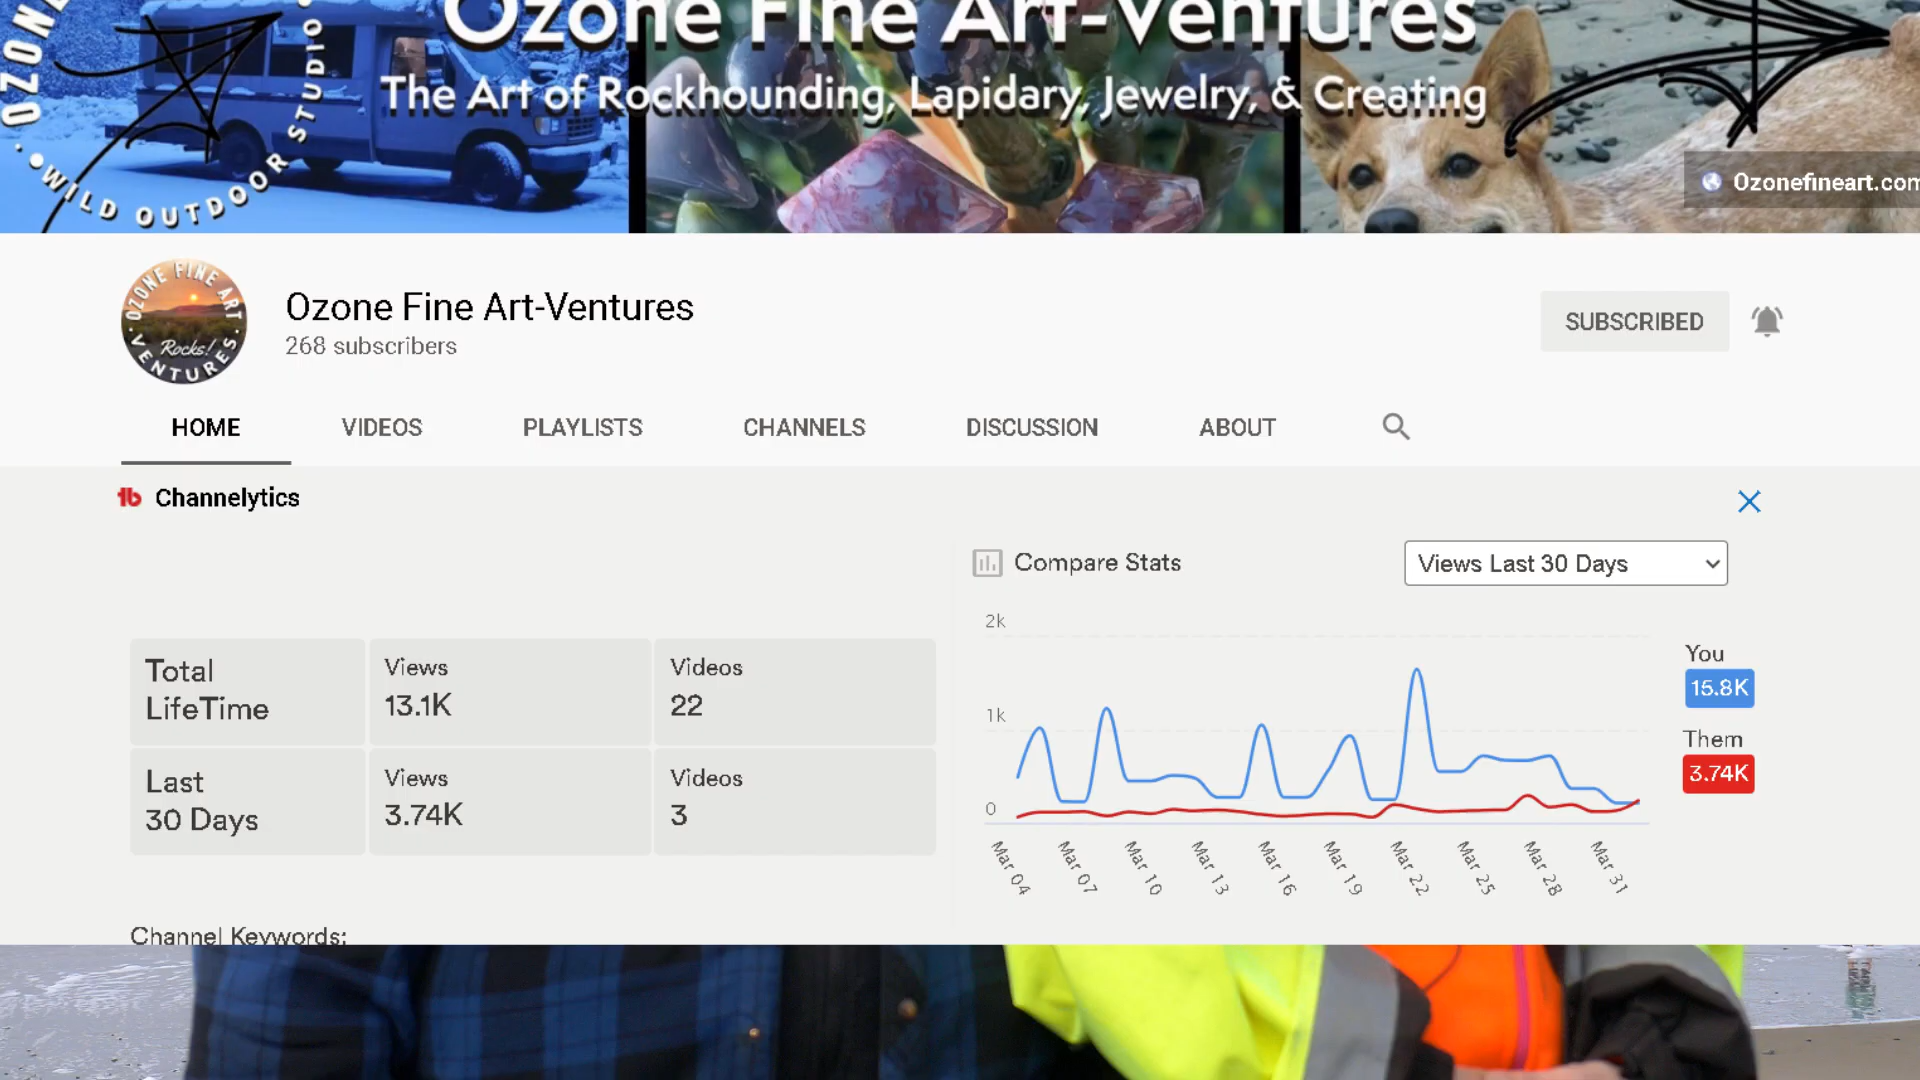 Ozone Fine Art-Ventures
The Art of Rockhounding, Lapidary, Jewelry, & Creating
OZONE
• WILD OUTDOOR STUDIO •
Ozonefineart.com
OZONE FINE ART
• VENTURES •
Rocks!
Ozone Fine Art-Ventures
268 subscribers
SUBSCRIBED
HOME VIDEOS PLAYLISTS CHANNELS DISCUSSION ABOUT
tb Channelytics
Compare Stats
Views Last 30 Days
Total
LifeTime
Views
13.1K
Videos
22
Last
30 Days
Views
3.74K
Videos
3
2k
1k
0
Mar 04 Mar 07 Mar 10 Mar 13 Mar 16 Mar 19 Mar 22 Mar 25 Mar 28 Mar 31
You
15.8K
Them
3.74K
Channel Keywords: